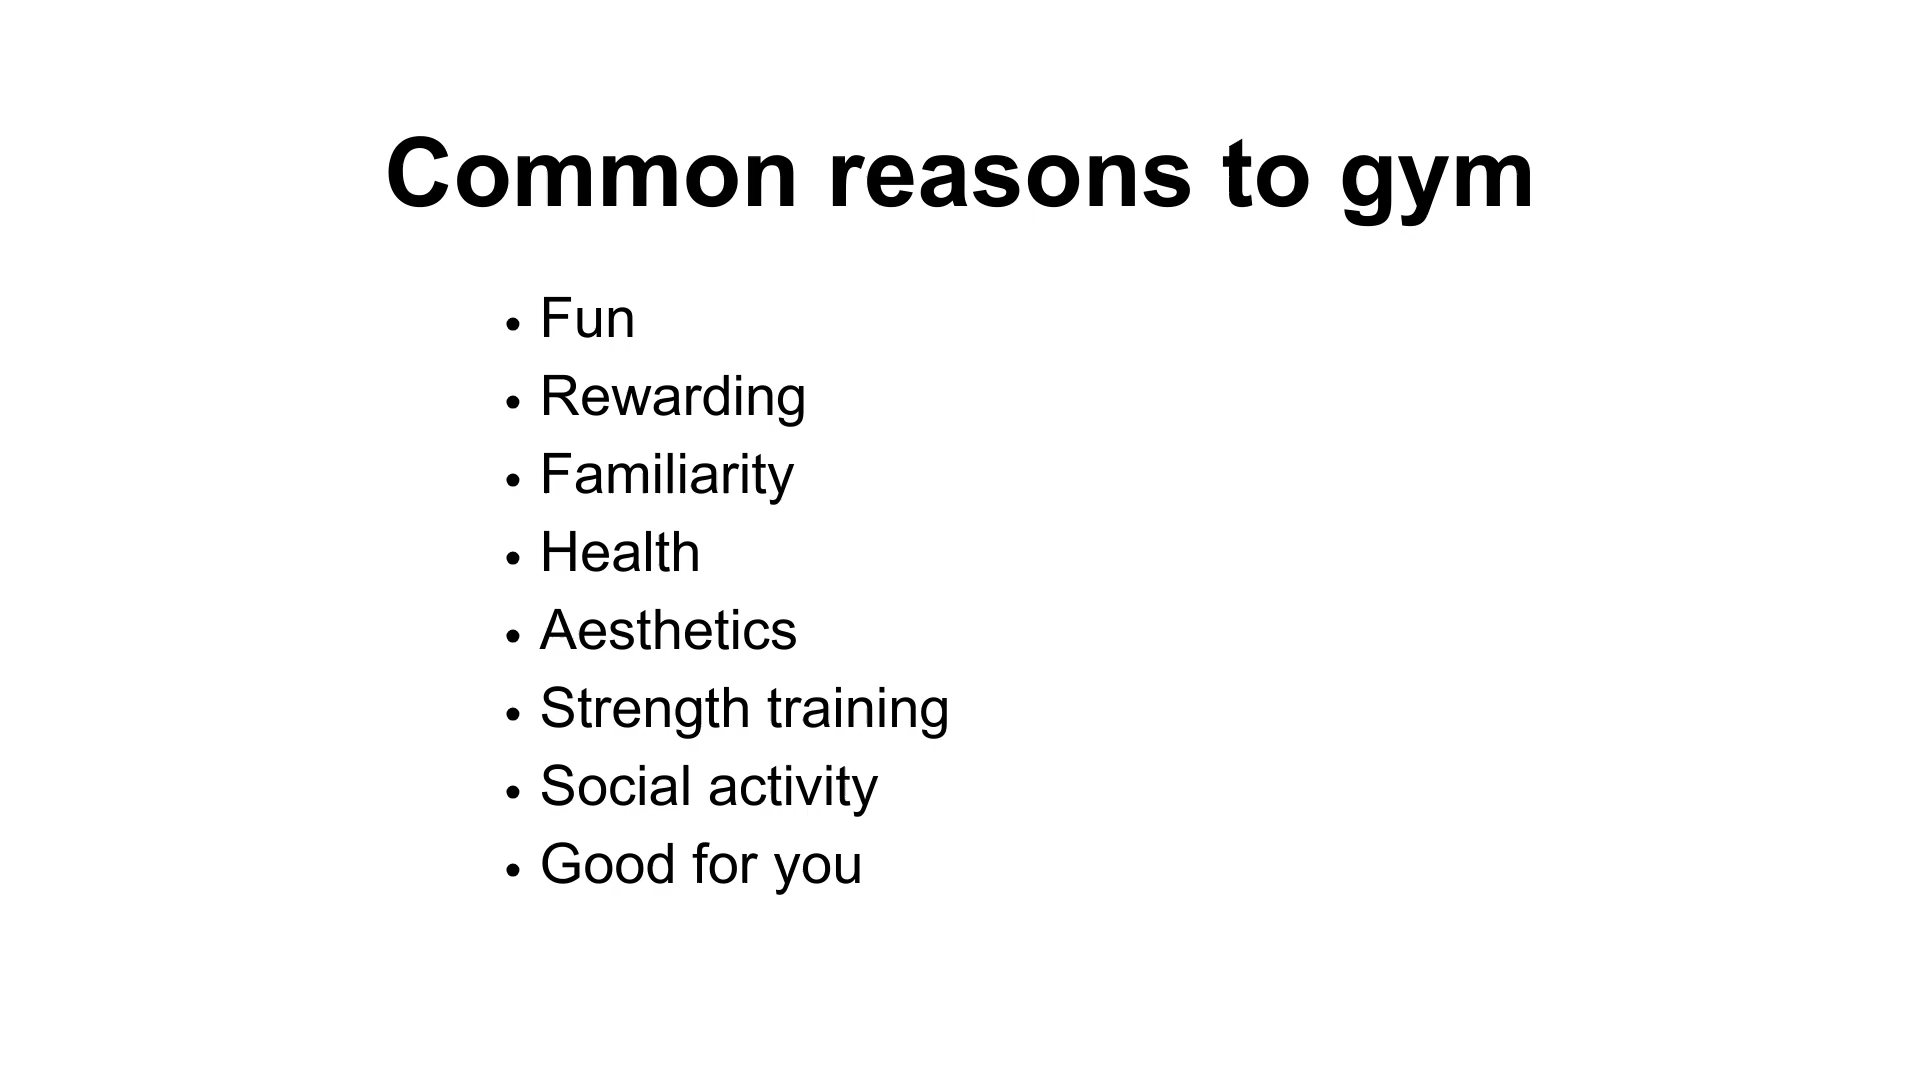 Common reasons to gym
• Fun
• Rewarding
• Familiarity
• Health
• Aesthetics
• Strength training
• Social activity
• Good for you